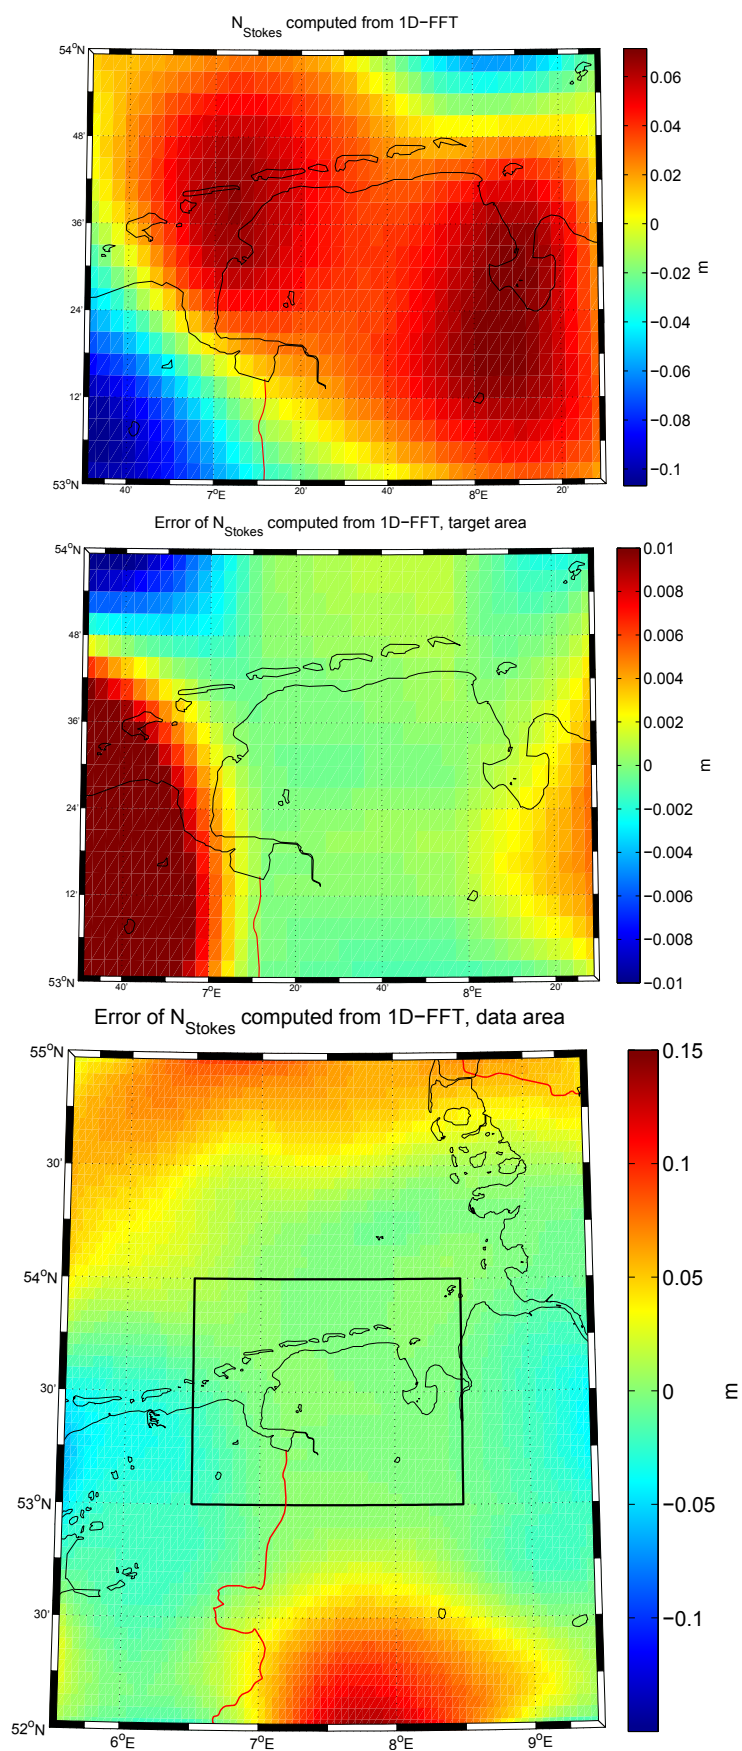 N_Stokes computed from 1D−FFT
54°N
48'
36'
24'
12'
53°N
40'
7°E
20'
40'
8°E
20'
0.06
0.04
0.02
0
−0.02
−0.04
−0.06
−0.08
−0.1
m
Error of N_Stokes computed from 1D−FFT, target area
54°N
48'
36'
24'
12'
53°N
40'
7°E
20'
40'
8°E
20'
0.01
0.008
0.006
0.004
0.002
0
−0.002
−0.004
−0.006
−0.008
−0.01
m
Error of N_Stokes computed from 1D−FFT, data area
55°N
30'
54°N
30'
53°N
30'
52°N
6°E
7°E
8°E
9°E
0.15
0.1
0.05
0
−0.05
−0.1
m